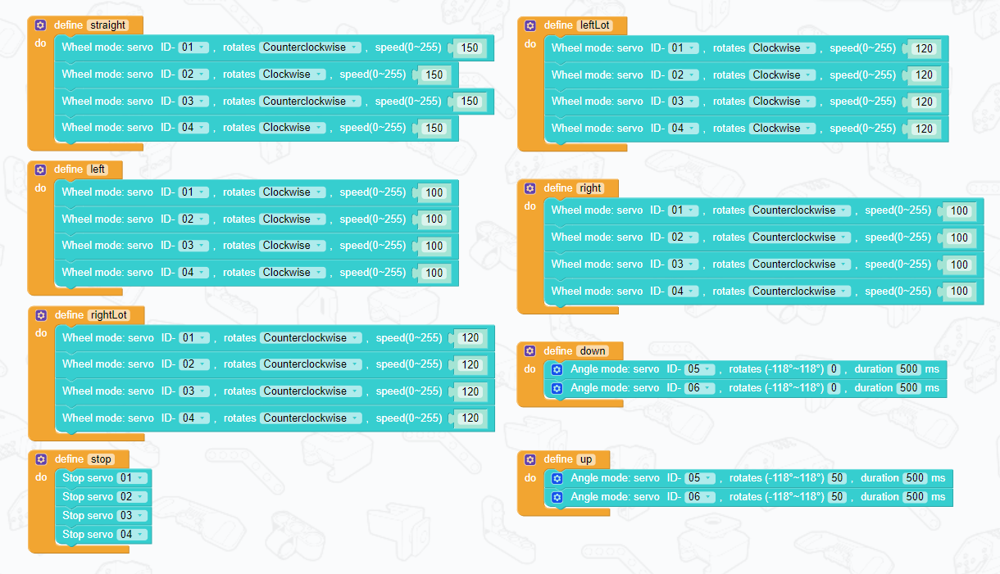 define straight
do Wheel mode: servo ID- 01 , rotates Counterclockwise , speed(0~255) 150
Wheel mode: servo ID- 02 , rotates Clockwise , speed(0~255) 150
Wheel mode: servo ID- 03 , rotates Counterclockwise , speed(0~255) 150
Wheel mode: servo ID- 04 , rotates Clockwise , speed(0~255) 150
define left
do Wheel mode: servo ID- 01 , rotates Clockwise , speed(0~255) 100
Wheel mode: servo ID- 02 , rotates Clockwise , speed(0~255) 100
Wheel mode: servo ID- 03 , rotates Clockwise , speed(0~255) 100
Wheel mode: servo ID- 04 , rotates Clockwise , speed(0~255) 100
define rightLot
do Wheel mode: servo ID- 01 , rotates Counterclockwise , speed(0~255) 120
Wheel mode: servo ID- 02 , rotates Counterclockwise , speed(0~255) 120
Wheel mode: servo ID- 03 , rotates Counterclockwise , speed(0~255) 120
Wheel mode: servo ID- 04 , rotates Counterclockwise , speed(0~255) 120
define stop
do Stop servo 01
Stop servo 02
Stop servo 03
Stop servo 04
define leftLot
do Wheel mode: servo ID- 01 , rotates Clockwise , speed(0~255) 120
Wheel mode: servo ID- 02 , rotates Clockwise , speed(0~255) 120
Wheel mode: servo ID- 03 , rotates Clockwise , speed(0~255) 120
Wheel mode: servo ID- 04 , rotates Clockwise , speed(0~255) 120
define right
do Wheel mode: servo ID- 01 , rotates Counterclockwise , speed(0~255) 100
Wheel mode: servo ID- 02 , rotates Counterclockwise , speed(0~255) 100
Wheel mode: servo ID- 03 , rotates Counterclockwise , speed(0~255) 100
Wheel mode: servo ID- 04 , rotates Counterclockwise , speed(0~255) 100
define down
do Angle mode: servo ID- 05 , rotates (-118°~118°) 0 , duration 500 ms
Angle mode: servo ID- 06 , rotates (-118°~118°) 0 , duration 500 ms
define up
do Angle mode: servo ID- 05 , rotates (-118°~118°) 50 , duration 500 ms
Angle mode: servo ID- 06 , rotates (-118°~118°) 50 , duration 500 ms